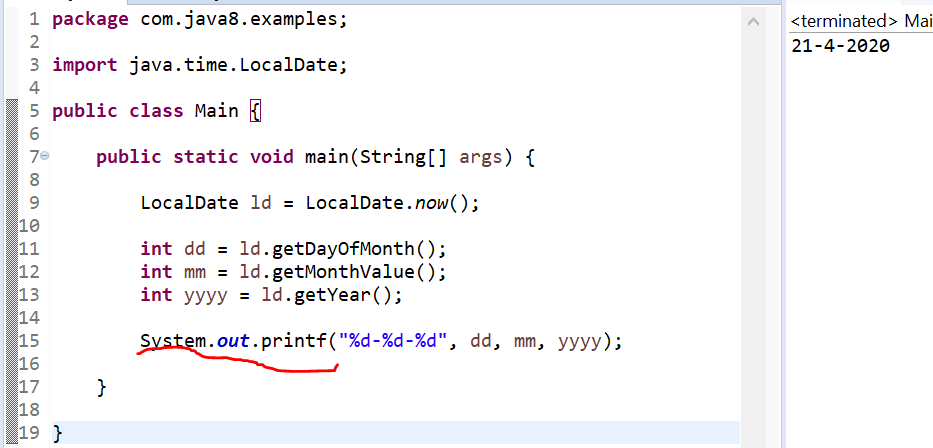 1 package com.java8.examples;
2
3 import java.time.LocalDate;
4
5 public class Main {
6
7 public static void main(String[] args) {
8
9 LocalDate ld = LocalDate.now();
10
11 int dd = ld.getDayOfMonth();
12 int mm = ld.getMonthValue();
13 int yyyy = ld.getYear();
14
15 System.out.printf("%d-%d-%d", dd, mm, yyyy);
16
17 }
18
19 }
<terminated> Mai
21-4-2020